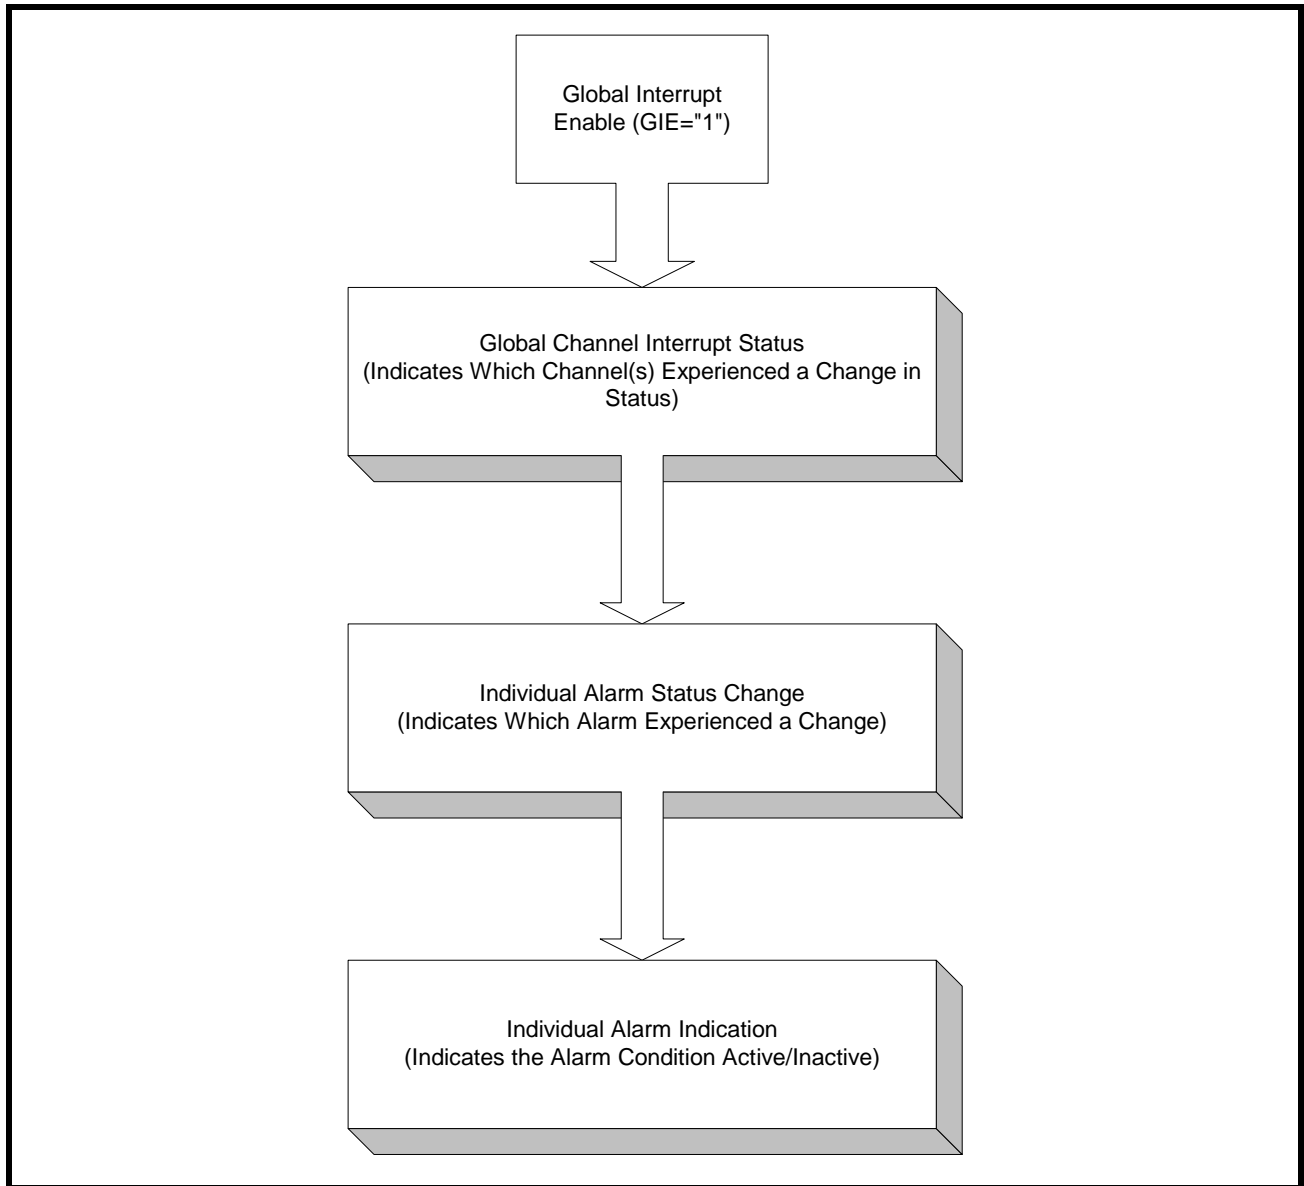 Global Interrupt
Enable (GIE="1")
Global Channel Interrupt Status
(Indicates Which Channel(s) Experienced a Change in
Status)
Individual Alarm Status Change
(Indicates Which Alarm Experienced a Change)
Individual Alarm Indication
(Indicates the Alarm Condition Active/Inactive)